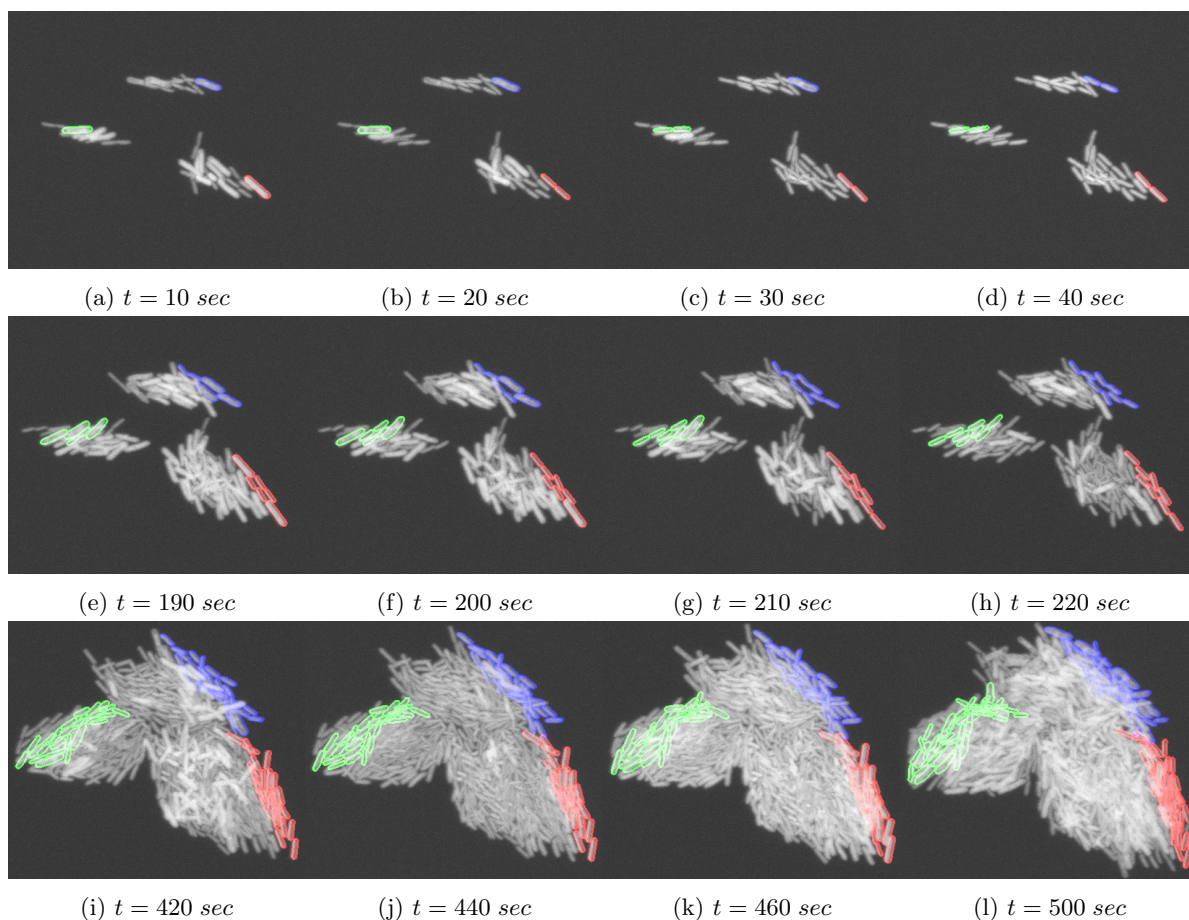 (a) t = 10 sec (b) t = 20 sec (c) t = 30 sec (d) t = 40 sec
(e) t = 190 sec (f) t = 200 sec (g) t = 210 sec (h) t = 220 sec
(i) t = 420 sec (j) t = 440 sec (k) t = 460 sec (l) t = 500 sec